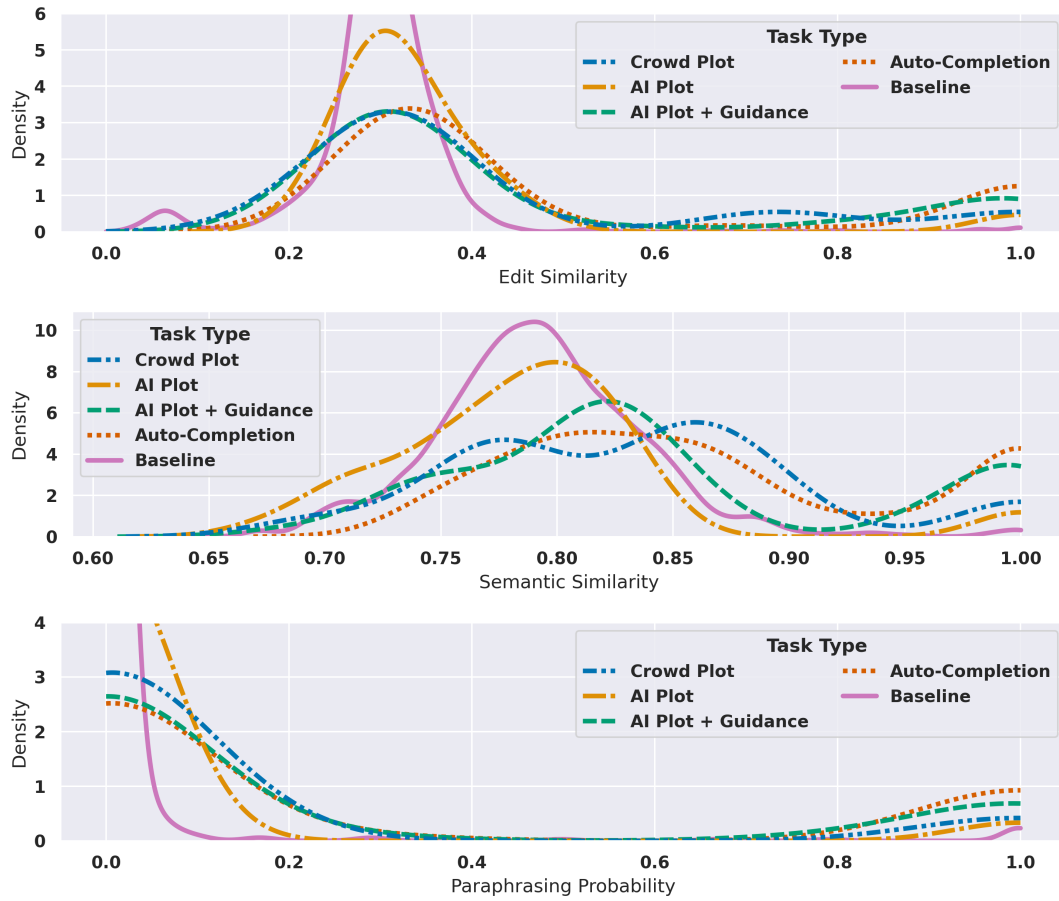 6
5
4
3
2
1
0
Density
Task Type
Crowd Plot
AI Plot
AI Plot + Guidance
Auto-Completion
Baseline
0.0 0.2 0.4 0.6 0.8 1.0
Edit Similarity
10
8
6
4
2
0
Density
Task Type
Crowd Plot
AI Plot
AI Plot + Guidance
Auto-Completion
Baseline
0.60 0.65 0.70 0.75 0.80 0.85 0.90 0.95 1.00
Semantic Similarity
4
3
2
1
0
Density
Task Type
Crowd Plot
AI Plot
AI Plot + Guidance
Auto-Completion
Baseline
0.0 0.2 0.4 0.6 0.8 1.0
Paraphrasing Probability